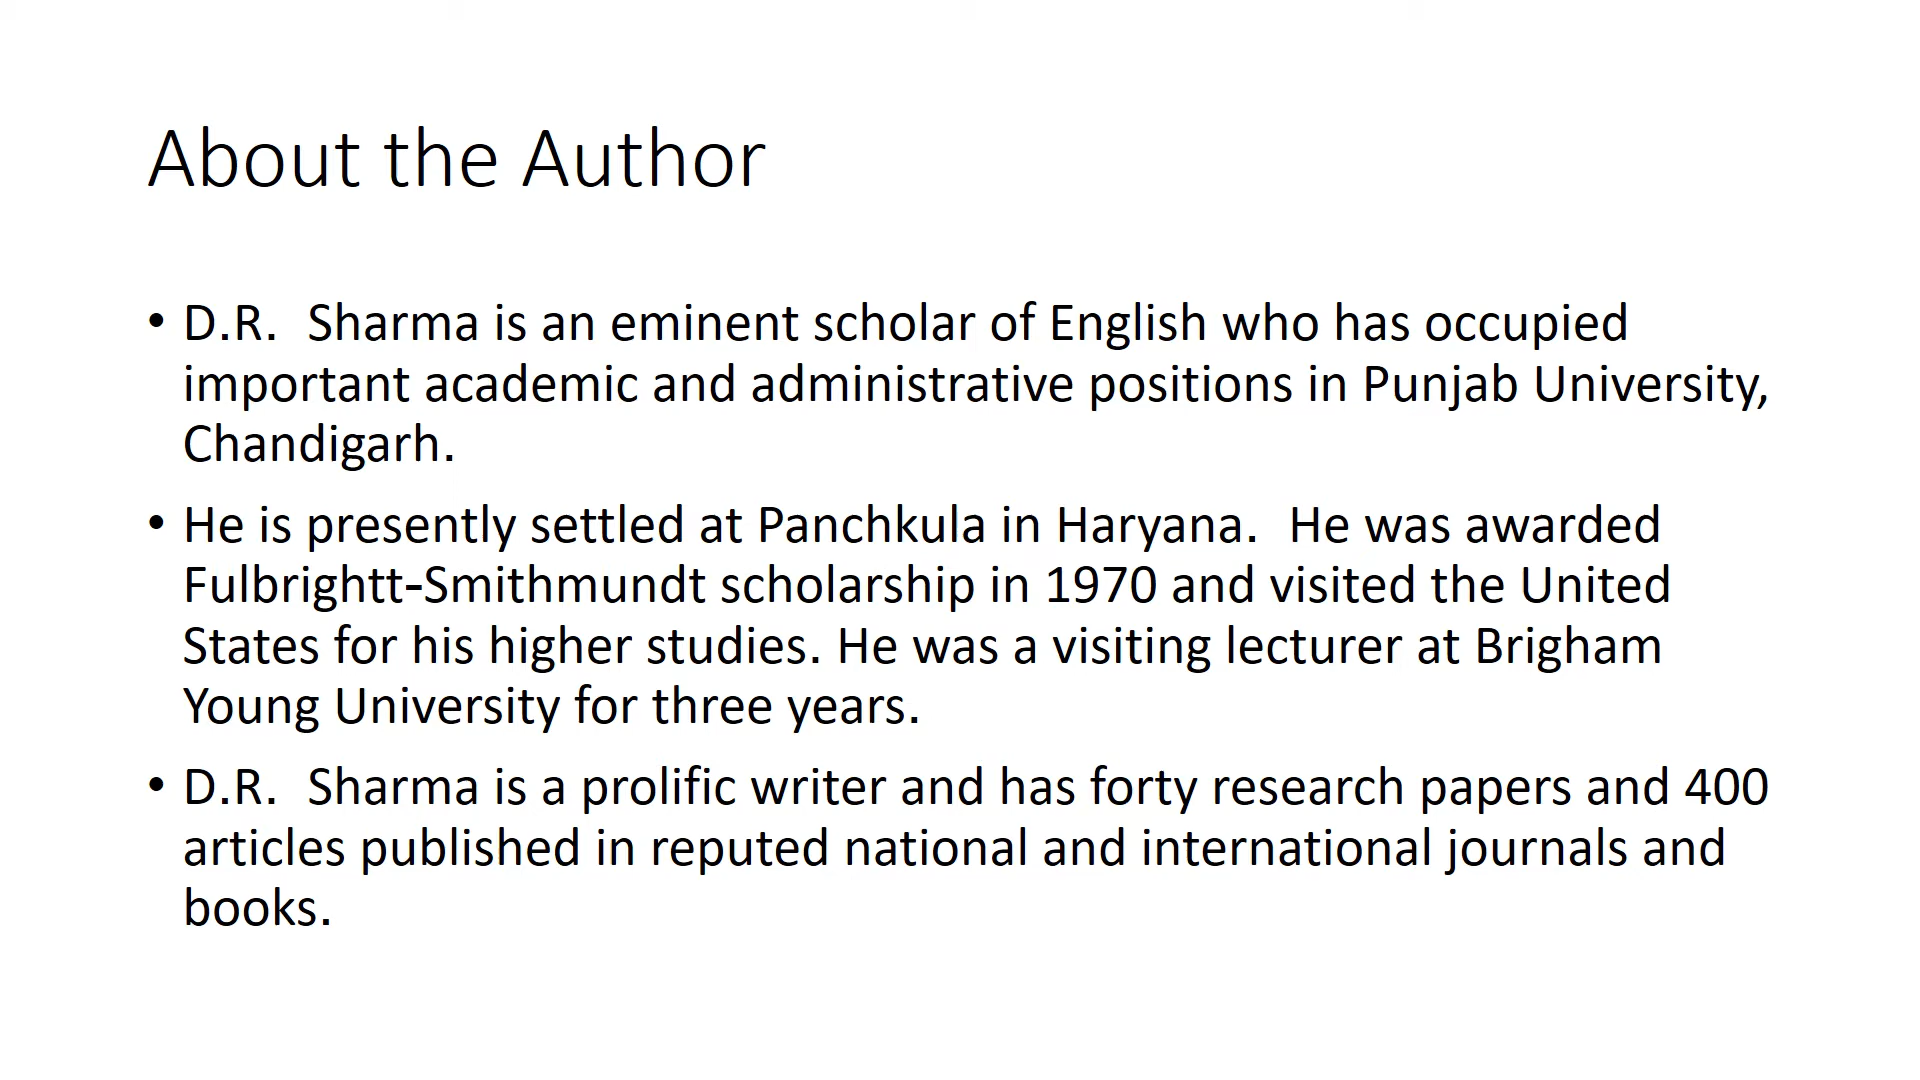 About the Author
• D.R.  Sharma is an eminent scholar of English who has occupied
important academic and administrative positions in Punjab University,
Chandigarh.
• He is presently settled at Panchkula in Haryana.  He was awarded
Fulbrightt-Smithmundt scholarship in 1970 and visited the United
States for his higher studies. He was a visiting lecturer at Brigham
Young University for three years.
• D.R.  Sharma is a prolific writer and has forty research papers and 400
articles published in reputed national and international journals and
books.